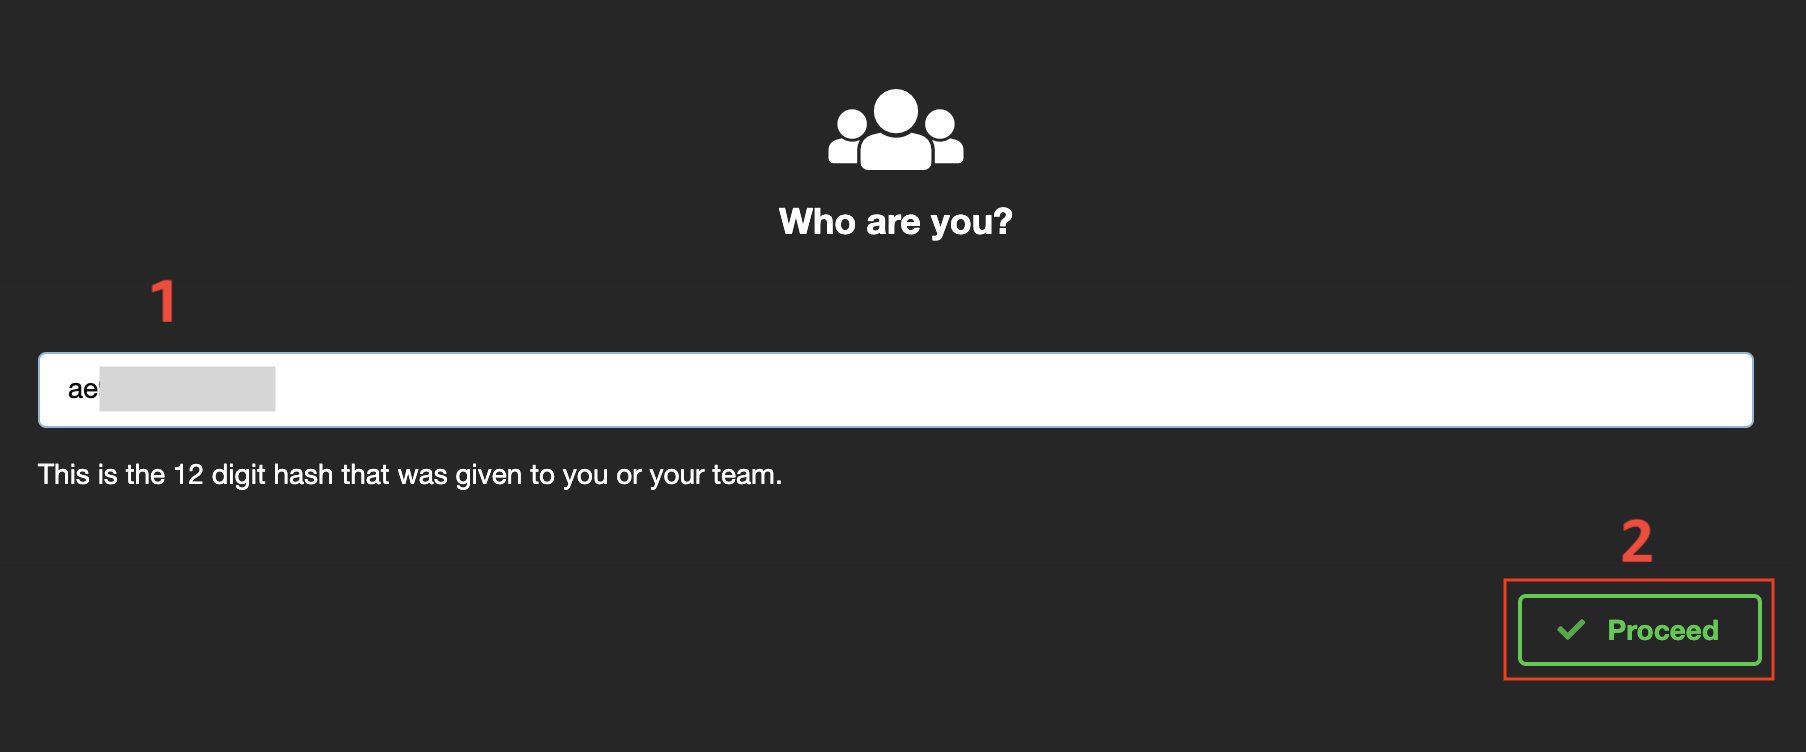 Who are you?
1
ae
This is the 12 digit hash that was given to you or your team.
2
Proceed